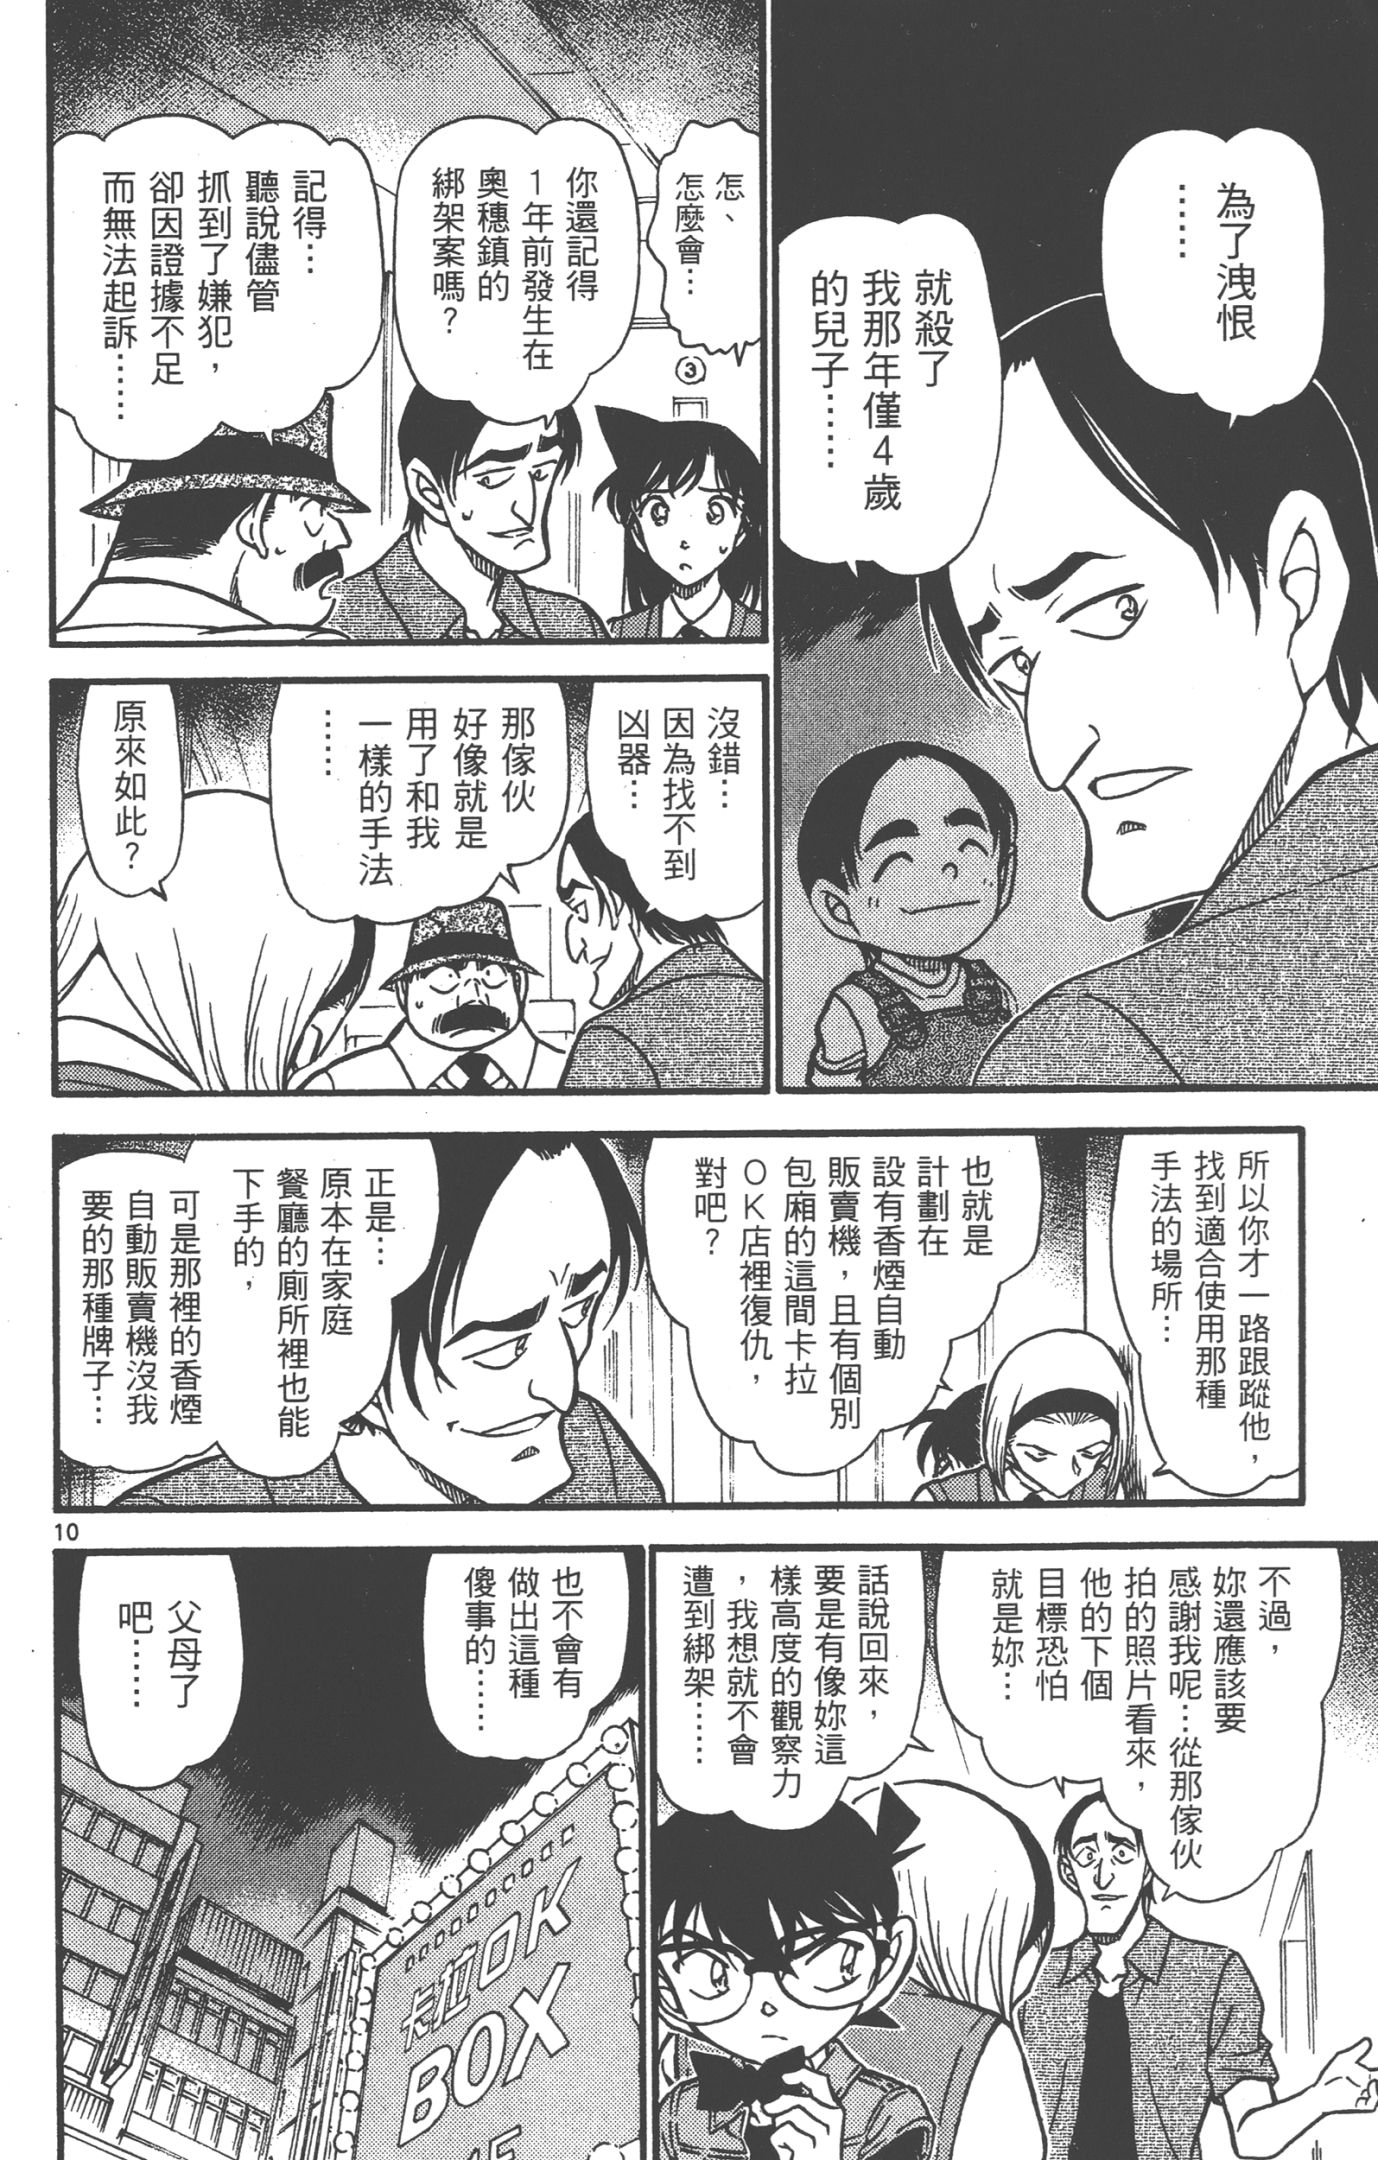 為了洩恨
……
就殺了
我那年僅4歲
的兒子……
怎、
怎麼會…
你還記得
1年前發生在
奧穗鎮的
綁架案嗎？
記得…
聽說儘管
抓到了嫌犯，
卻因證據不足
而無法起訴……
3
沒錯…
因為找不到
凶器…
那傢伙
好像就是
用了和我
一樣的手法
……
原來如此？
所以你才一路跟蹤他，
找到適合使用那種
手法的場所…
也就是
計劃在
設有香煙自動
販賣機，且有個別
包廂的這間卡拉
OK店裡復仇，
對吧？
正是…
原本在家庭
餐廳的廁所裡也能
下手的，
可是那裡的香煙
自動販賣機沒我
要的那種牌子…
10
不過，
妳還應該要
感謝我呢…從那傢伙
拍的照片看來，
他的下個
目標恐怕
就是妳…
話說回來，
要是有像妳這
樣高度的觀察力
，我想就不會
遭到綁架……
也不會有
做出這種
傻事的……
父母了
吧……
卡拉OK
BOX